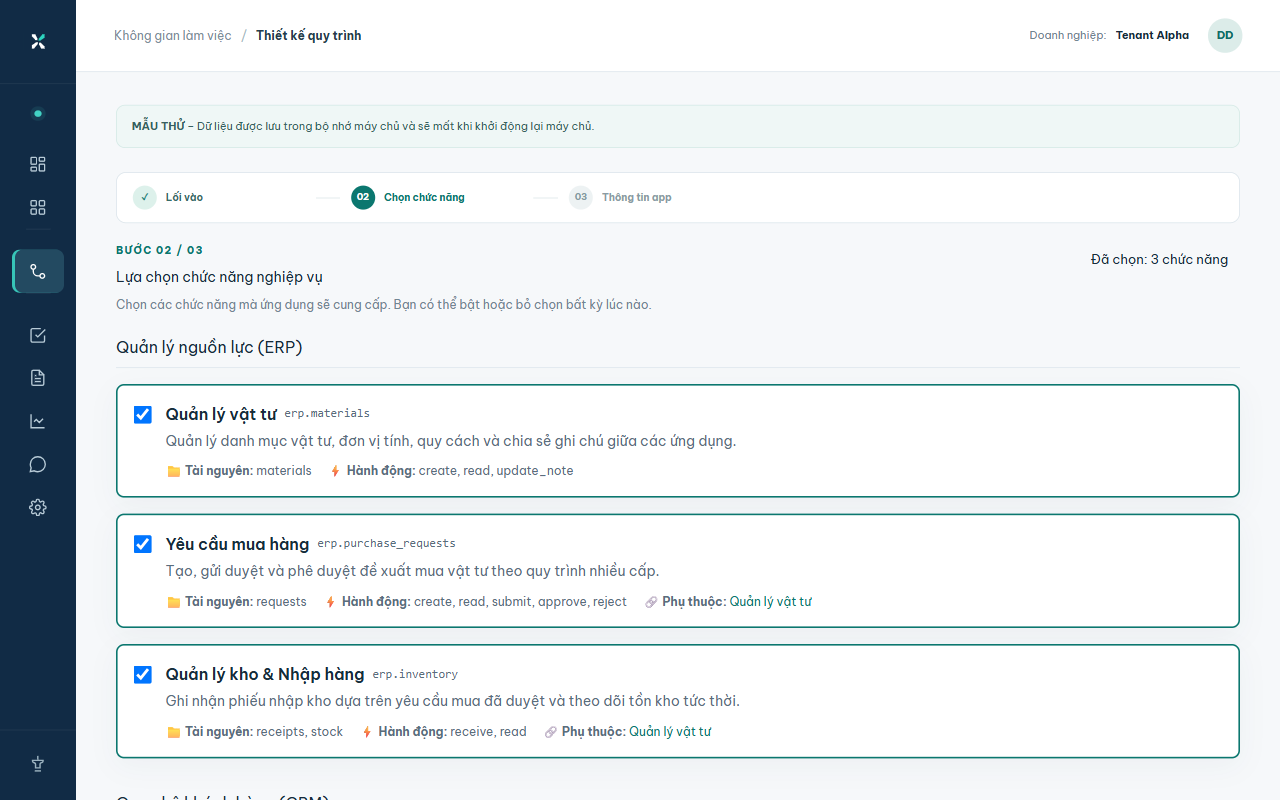 Không gian làm việc / Thiết kế quy trình
Doanh nghiệp: Tenant Alpha DD
MẪU THỬ – Dữ liệu được lưu trong bộ nhớ máy chủ và sẽ mất khi khởi động lại máy chủ.
✓ Lối vào 02 Chọn chức năng 03 Thông tin app
BƯỚC 02 / 03
Đã chọn: 3 chức năng
Lựa chọn chức năng nghiệp vụ
Chọn các chức năng mà ứng dụng sẽ cung cấp. Bạn có thể bật hoặc bỏ chọn bất kỳ lúc nào.
Quản lý nguồn lực (ERP)
Quản lý vật tư erp.materials
Quản lý danh mục vật tư, đơn vị tính, quy cách và chia sẻ ghi chú giữa các ứng dụng.
Tài nguyên: materials Hành động: create, read, update_note
Yêu cầu mua hàng erp.purchase_requests
Tạo, gửi duyệt và phê duyệt đề xuất mua vật tư theo quy trình nhiều cấp.
Tài nguyên: requests Hành động: create, read, submit, approve, reject Phụ thuộc: Quản lý vật tư
Quản lý kho & Nhập hàng erp.inventory
Ghi nhận phiếu nhập kho dựa trên yêu cầu mua đã duyệt và theo dõi tồn kho tức thời.
Tài nguyên: receipts, stock Hành động: receive, read Phụ thuộc: Quản lý vật tư